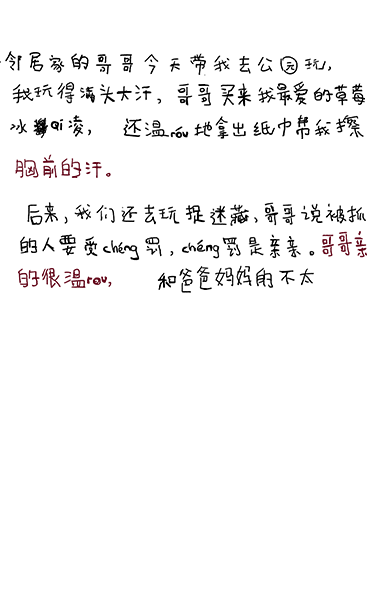 邻居家的哥哥今天带我去公园玩，
我玩得满头大汗，哥哥买来我最爱的草莓
冰qi凌，还温róu地拿出纸巾帮我擦
胸前的汗。
后来，我们还去玩捉迷藏，哥哥说被抓
的人要受chéng罚，chéng罚是亲亲。哥哥亲
的很温rou，和爸爸妈妈的不太